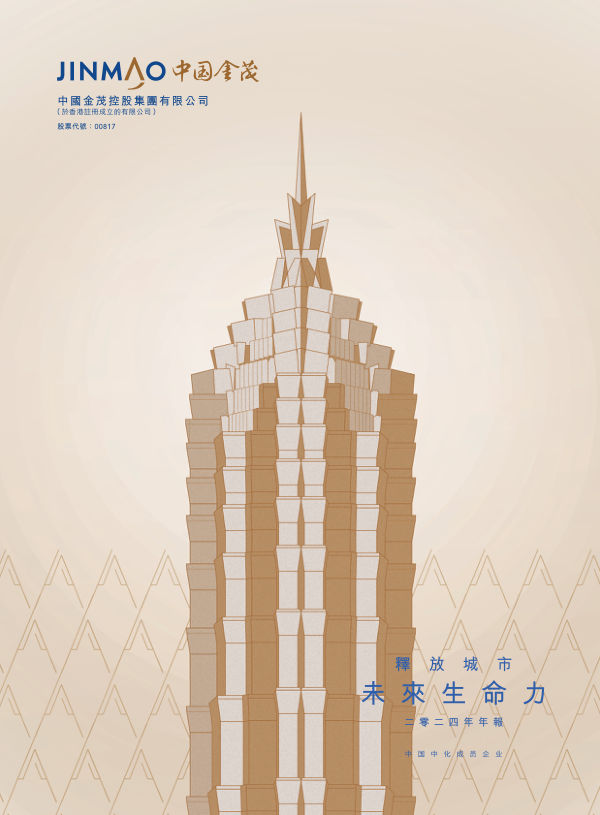 JINMAO 中国金茂
中國金茂控股集團有限公司
(於香港註冊成立的有限公司)
股票代號：00817
釋放城市
未來生命力
二零二四年年報
中国中化成员企业